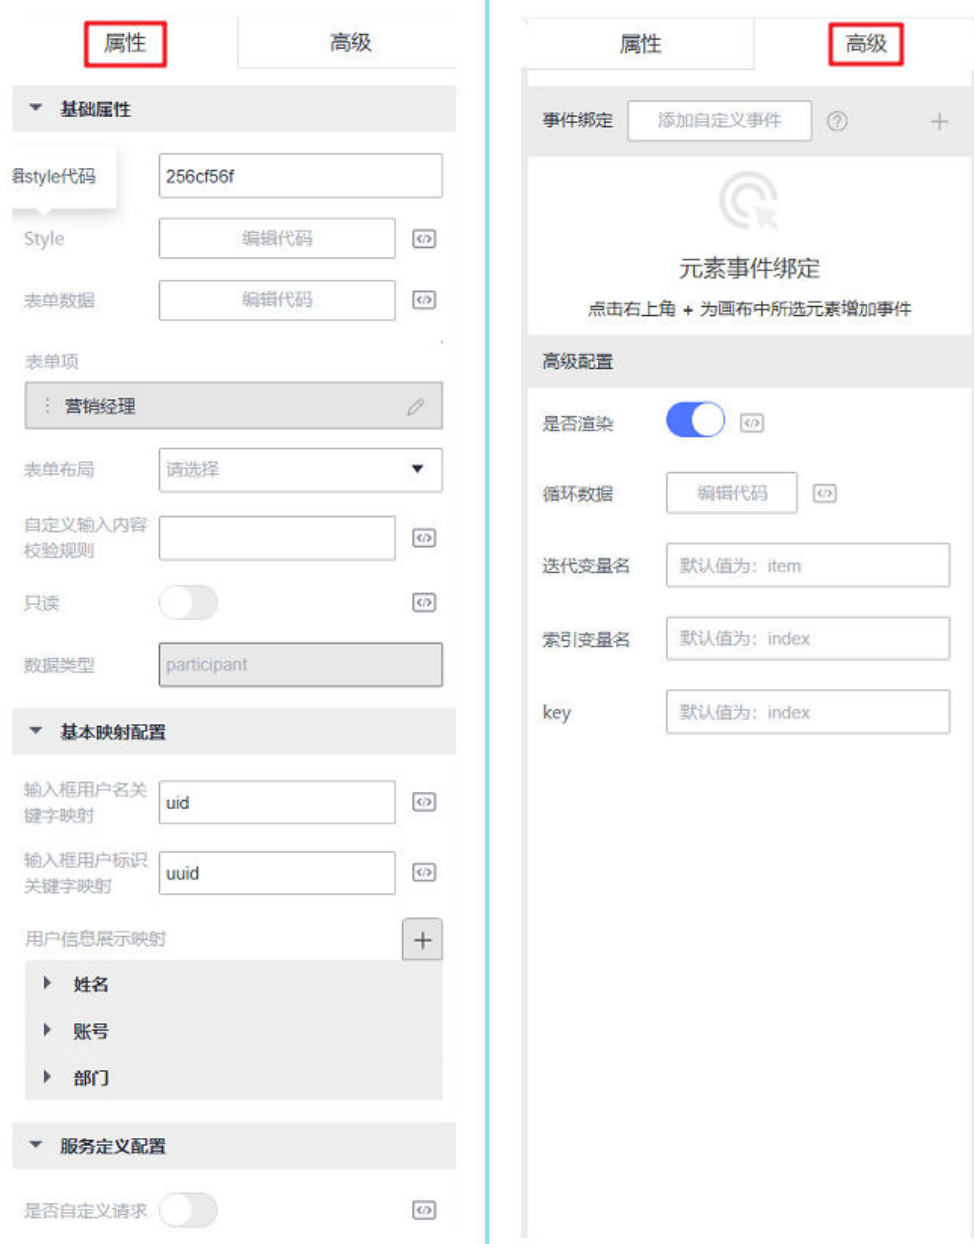 属性
高级
基础属性
style代码
256cf56f
Style
编辑代码
表单数据
编辑代码
表单项
营销经理
表单布局
请选择
自定义输入内容
校验规则
只读
数据类型
participant
基本映射配置
输入框用户名关
键字映射
uid
输入框用户标识
关键字映射
uuid
用户信息展示映射
姓名
账号
部门
服务定义配置
是否自定义请求
属性
高级
事件绑定
添加自定义事件
元素事件绑定
点击右上角 + 为画布中所选元素增加事件
高级配置
是否渲染
循环数据
编辑代码
迭代变量名
默认值为：item
索引变量名
默认值为：index
key
默认值为：index